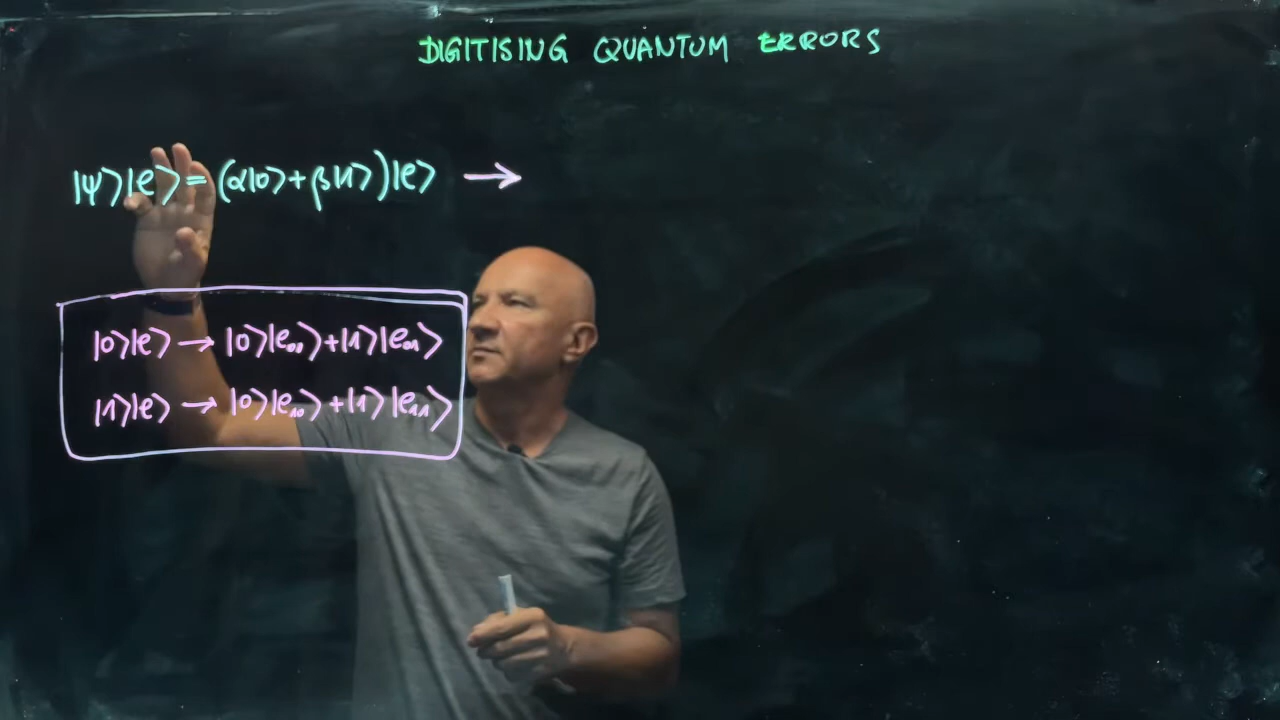 DIGITISING QUANTUM ERRORS
|ψ⟩|e⟩ = (α|0⟩+β|1⟩)|e⟩ →
|0⟩|e⟩ → |0⟩|e₀₀⟩+|1⟩|e₀₁⟩
|1⟩|e⟩ → |0⟩|e₁₀⟩+|1⟩|e₁₁⟩